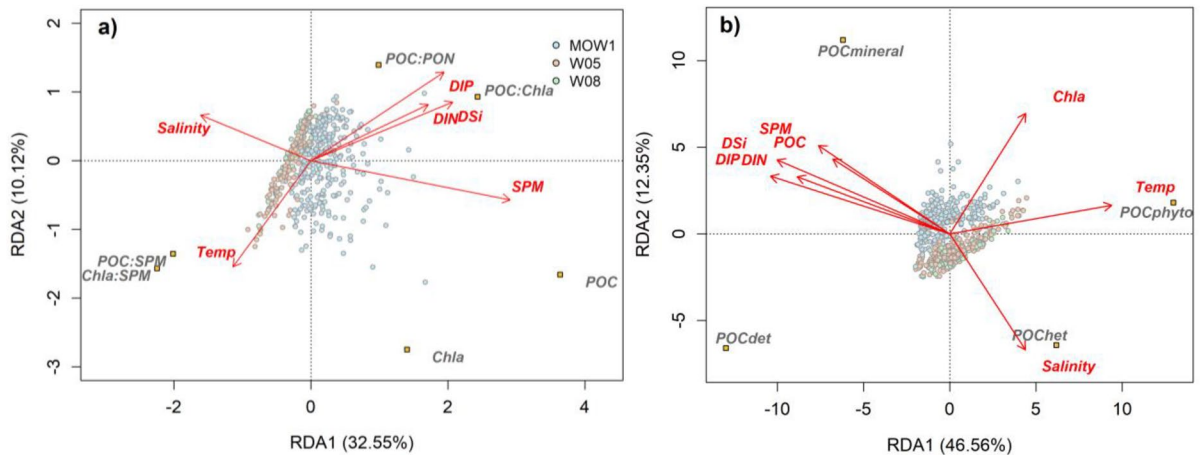 a)
POC:PON
DIP
POC:Chla
DIN DSi
Salinity
SPM
Temp
POC:SPM
Chla:SPM
POC
Chla
MOW1
W05
W08
2
1
0
-1
-2
-3
-2
0
2
4
RDA2 (10.12%)
RDA1 (32.55%)
b)
POCmineral
Chla
SPM
DSi
POC
DIP DIN
Temp
POCphyto
POCdet
POChet
Salinity
10
5
0
-5
-10
-5
0
5
10
RDA2 (12.35%)
RDA1 (46.56%)